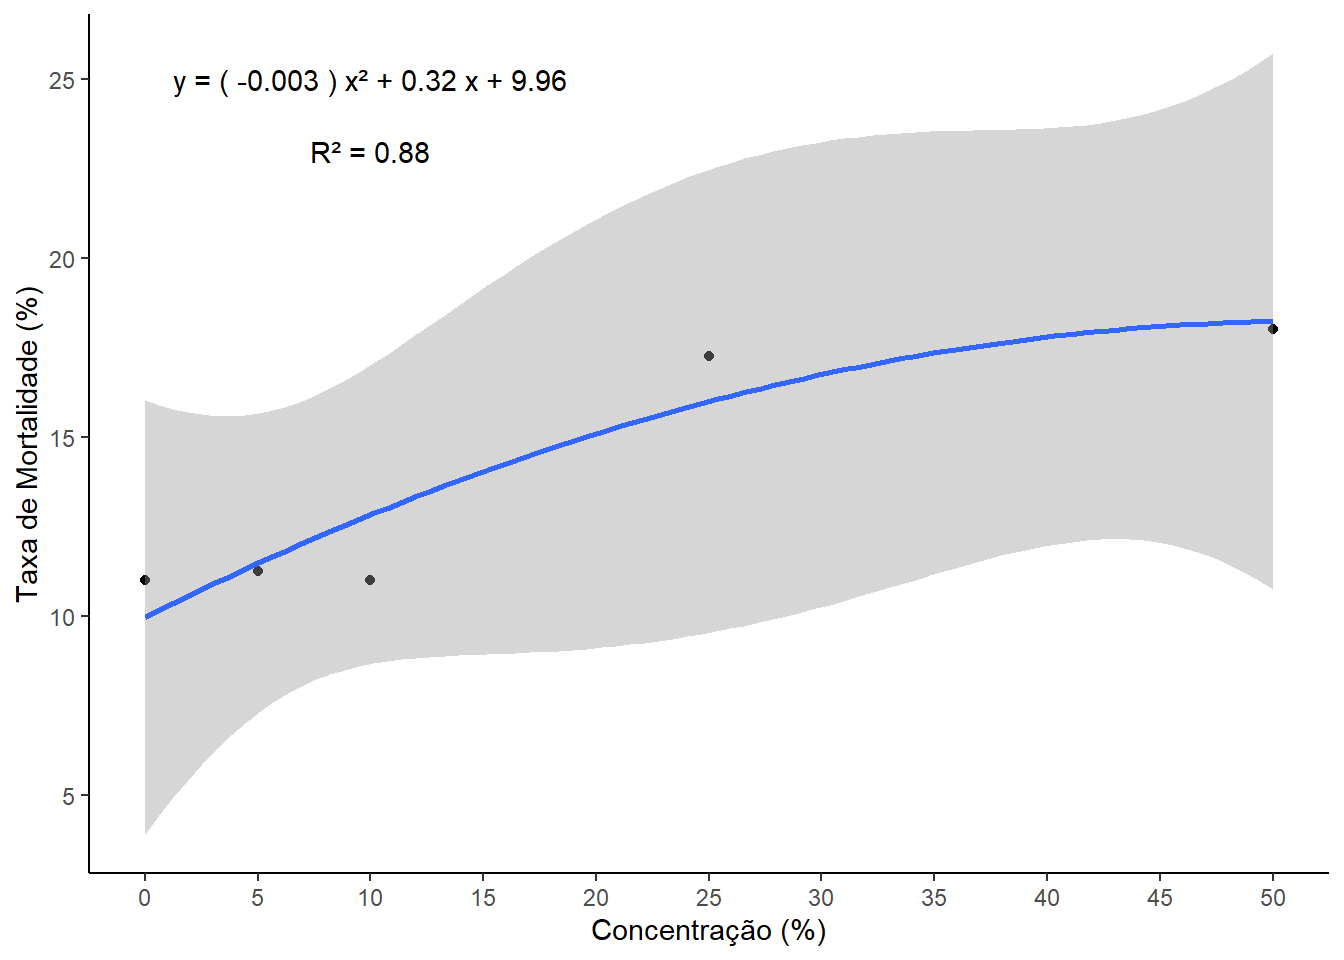 y = ( -0.003 ) x² + 0.32 x + 9.96
R² = 0.88
Taxa de Mortalidade (%)
25
20
15
10
5
0 5 10 15 20 25 30 35 40 45 50
Concentração (%)